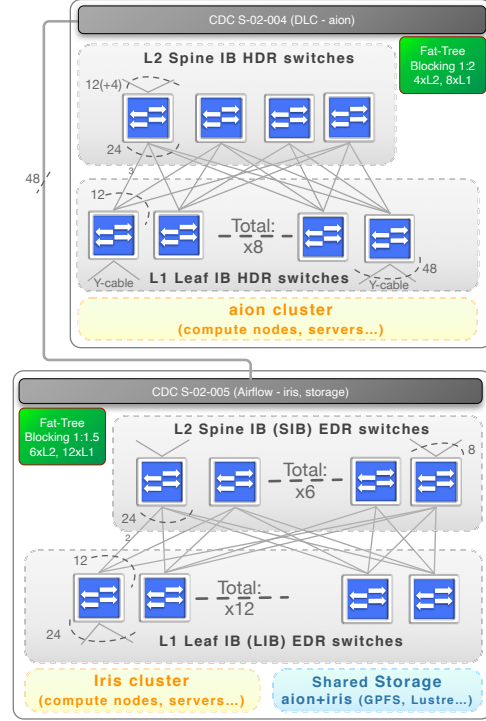 CDC S-02-004 (DLC - aion)
L2 Spine IB HDR switches
Fat-Tree
Blocking 1:2
4xL2, 8xL1
12(+4)
24
3
48
12
Total:
x8
Y-cable
Y-cable
48
L1 Leaf IB HDR switches
aion cluster
(compute nodes, servers...)
CDC S-02-005 (Airflow - iris, storage)
Fat-Tree
Blocking 1:1.5
6xL2, 12xL1
L2 Spine IB (SIB) EDR switches
8
Total:
x6
24
2
12
Total:
x12
24
L1 Leaf IB (LIB) EDR switches
Iris cluster
(compute nodes, servers...)
Shared Storage
aion+iris (GPFS, Lustre...)